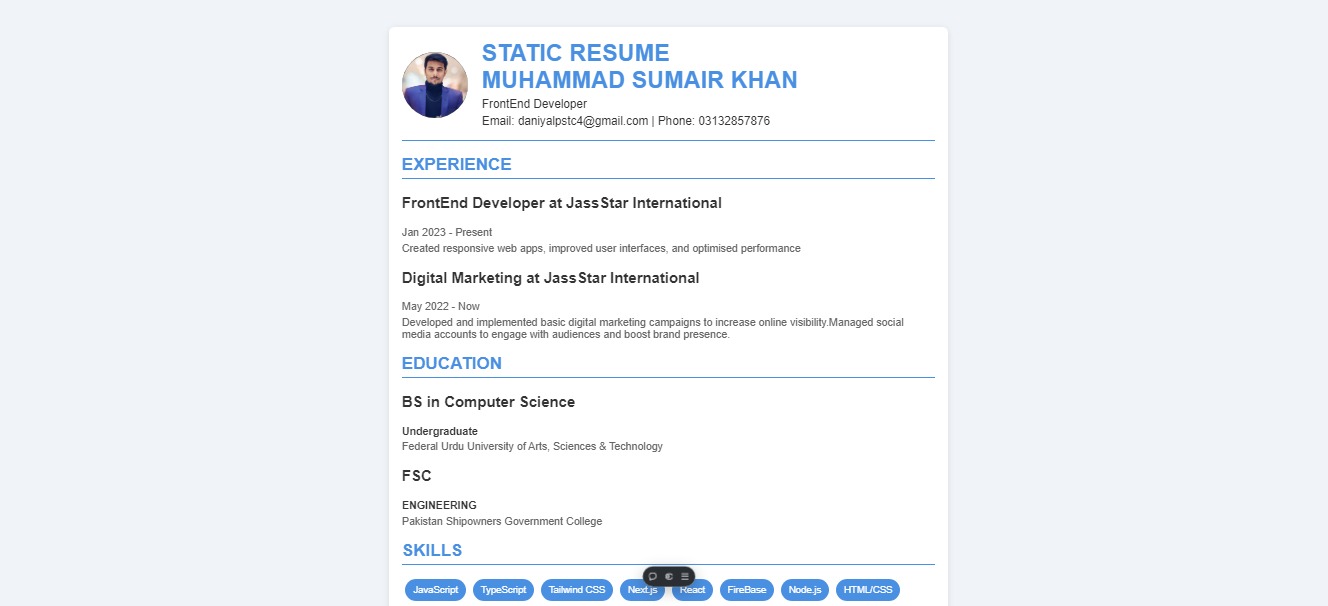 STATIC RESUME
MUHAMMAD SUMAIR KHAN
FrontEnd Developer
Email: daniyalpstc4@gmail.com | Phone: 03132857876
EXPERIENCE
FrontEnd Developer at JassStar International
Jan 2023 - Present
Created responsive web apps, improved user interfaces, and optimised performance
Digital Marketing at JassStar International
May 2022 - Now
Developed and implemented basic digital marketing campaigns to increase online visibility.Managed social
media accounts to engage with audiences and boost brand presence.
EDUCATION
BS in Computer Science
Undergraduate
Federal Urdu University of Arts, Sciences & Technology
FSC
ENGINEERING
Pakistan Shipowners Government College
SKILLS
JavaScript TypeScript Tailwind CSS Next.js React FireBase Node.js HTML/CSS